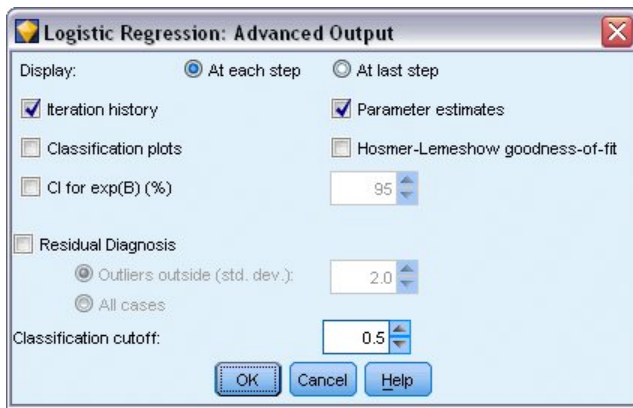 Logistic Regression: Advanced Output
Display: At each step At last step
Iteration history Parameter estimates
Classification plots Hosmer-Lemeshow goodness-of-fit
CI for exp(B) (%) 95
Residual Diagnosis
Outliers outside (std. dev.): 2.0
All cases
Classification cutoff: 0.5
OK Cancel Help